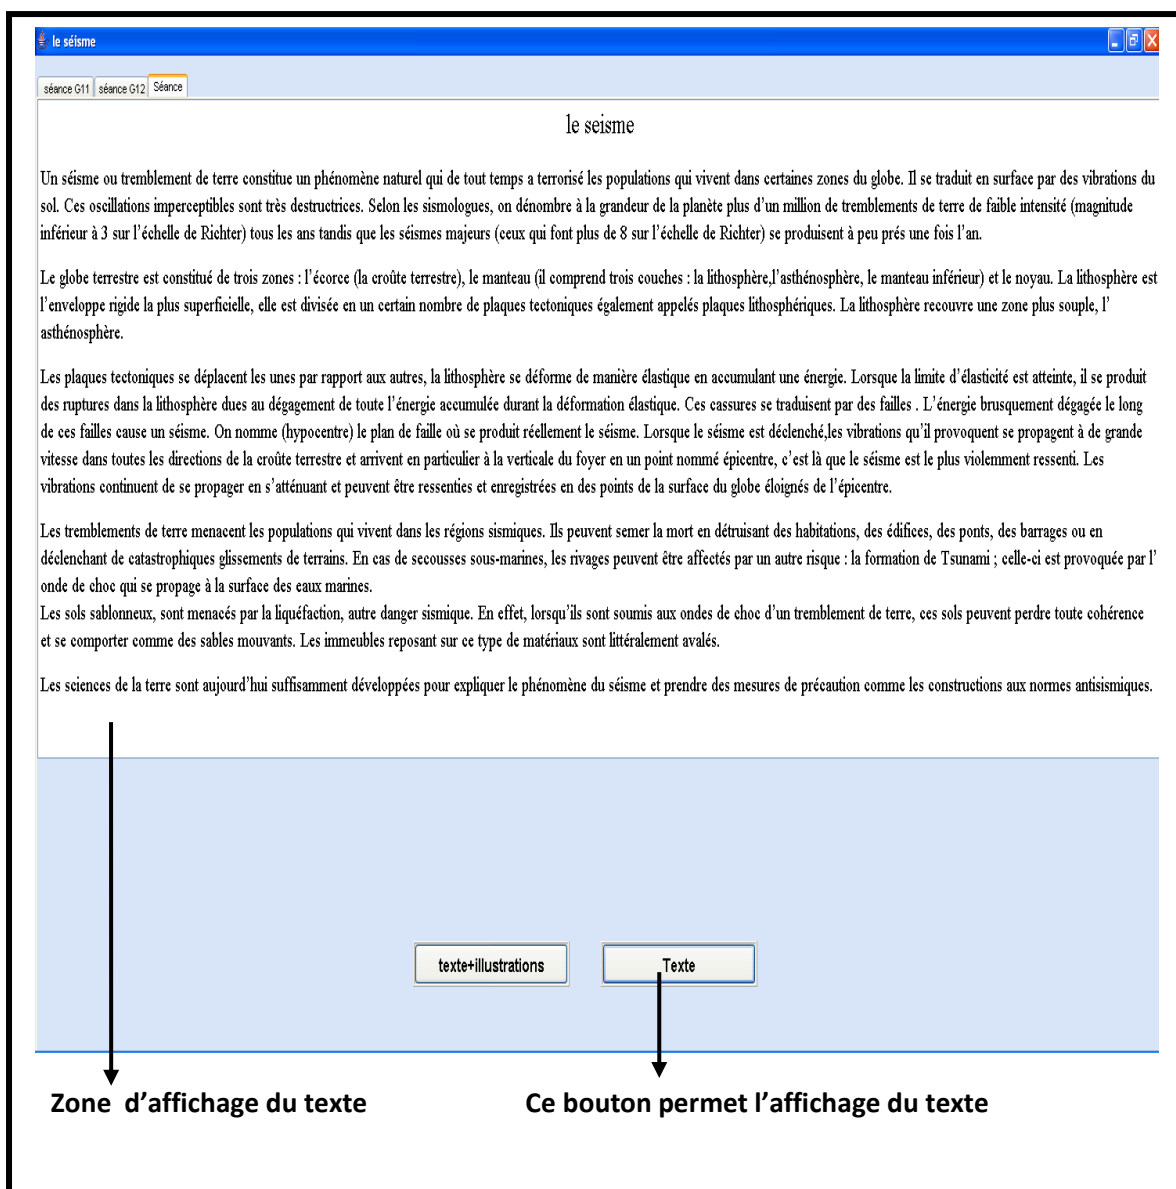 le séisme
séance G11 séance G12 Séance
le seisme
Un séisme ou tremblement de terre constitue un phénomène naturel qui de tout temps a terrorisé les populations qui vivent dans certaines zones du globe. Il se traduit en surface par des vibrations du
sol. Ces oscillations imperceptibles sont très destructrices. Selon les sismologues, on dénombre à la grandeur de la planète plus d’un million de tremblements de terre de faible intensité (magnitude
inférieur à 3 sur l’échelle de Richter) tous les ans tandis que les séismes majeurs (ceux qui font plus de 8 sur l’échelle de Richter) se produisent à peu prés une fois l’an.
Le globe terrestre est constitué de trois zones : l’écorce (la croûte terrestre), le manteau (il comprend trois couches : la lithosphère,l’asthénosphère, le manteau inférieur) et le noyau. La lithosphère est
l’enveloppe rigide la plus superficielle, elle est divisée en un certain nombre de plaques tectoniques également appelés plaques lithosphériques. La lithosphère recouvre une zone plus souple, l’
asthénosphère.
Les plaques tectoniques se déplacent les unes par rapport aux autres, la lithosphère se déforme de manière élastique en accumulant une énergie. Lorsque la limite d’élasticité est atteinte, il se produit
des ruptures dans la lithosphère dues au dégagement de toute l’énergie accumulée durant la déformation élastique. Ces cassures se traduisent par des failles . L’énergie brusquement dégagée le long
de ces failles cause un séisme. On nomme (hypocentre) le plan de faille où se produit réellement le séisme. Lorsque le séisme est déclenché,les vibrations qu’il provoquent se propagent à de grande
vitesse dans toutes les directions de la croûte terrestre et arrivent en particulier à la verticale du foyer en un point nommé épicentre, c’est là que le séisme est le plus violemment ressenti. Les
vibrations continuent de se propager en s’atténuant et peuvent être ressenties et enregistrées en des points de la surface du globe éloignés de l’épicentre.
Les tremblements de terre menacent les populations qui vivent dans les régions sismiques. Ils peuvent semer la mort en détruisant des habitations, des édifices, des ponts, des barrages ou en
déclenchant de catastrophiques glissements de terrains. En cas de secousses sous-marines, les rivages peuvent être affectés par un autre risque : la formation de Tsunami ; celle-ci est provoquée par l’
onde de choc qui se propage à la surface des eaux marines.
Les sols sablonneux, sont menacés par la liquéfaction, autre danger sismique. En effet, lorsqu’ils sont soumis aux ondes de choc d’un tremblement de terre, ces sols peuvent perdre toute cohérence
et se comporter comme des sables mouvants. Les immeubles reposant sur ce type de matériaux sont littéralement avalés.
Les sciences de la terre sont aujourd’hui suffisamment développées pour expliquer le phénomène du séisme et prendre des mesures de précaution comme les constructions aux normes antisismiques.
texte+illustrations Texte
Zone d’affichage du texte Ce bouton permet l’affichage du texte